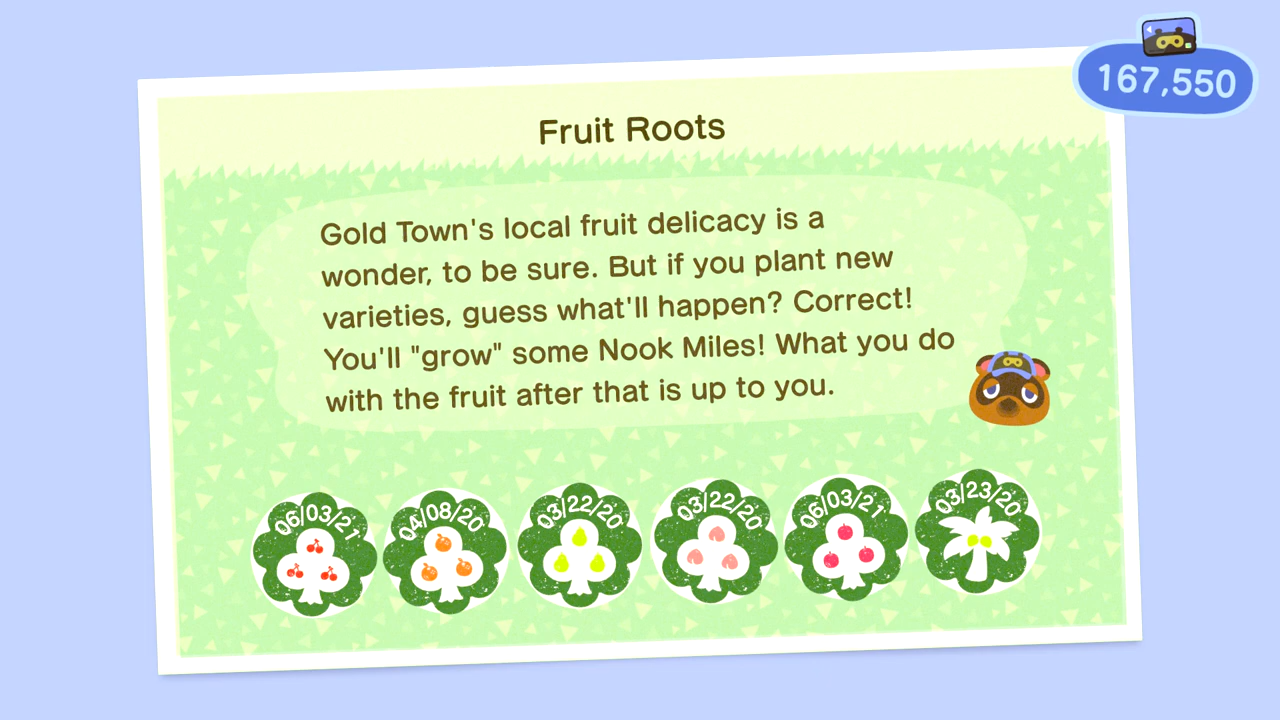 167,550
Fruit Roots
Gold Town's local fruit delicacy is a
wonder, to be sure. But if you plant new
varieties, guess what'll happen? Correct!
You'll "grow" some Nook Miles! What you do
with the fruit after that is up to you.
06/03/21
04/08/20
03/22/20
03/22/20
06/03/21
03/23/20